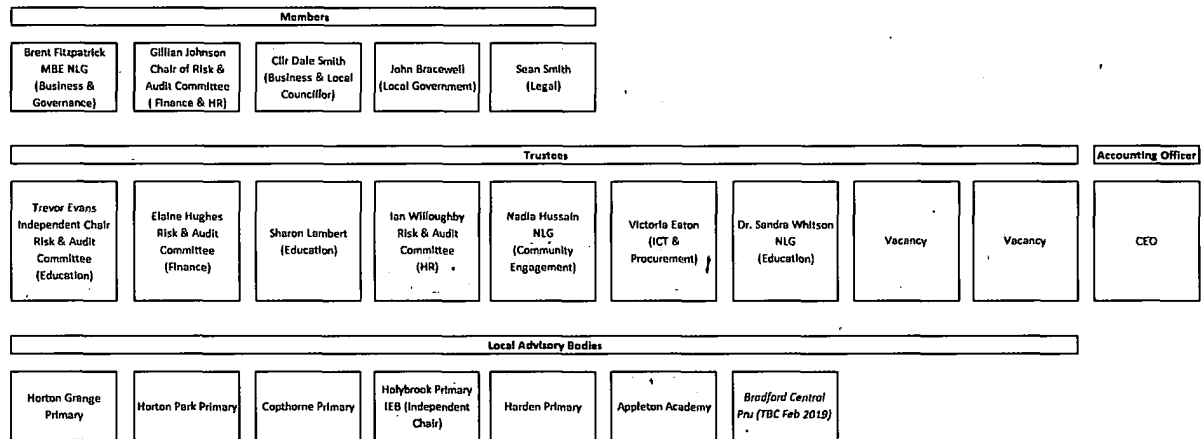 Members
Brent Fitzpatrick
MBE NLG
(Business &
Governance)
Gillian Johnson
Chair of Risk &
Audit Committee
( Finance & HR)
Cllr Dale Smith
(Business & Local
Councillor)
John Bracewell
(Local Government)
Sean Smith
(Legal)
Trustees
Accounting Officer
Trevor Evans
Independent Chair
Risk & Audit
Committee
(Education)
Elaine Hughes
Risk & Audit
Committee
(Finance)
Sharon Lambert
(Education)
Ian Willoughby
Risk & Audit
Committee
(HR)
Nadia Hussain
NLG
(Community
Engagement)
Victoria Eaton
(ICT &
Procurement)
Dr. Sandra Whitson
NLG
(Education)
Vacancy
Vacancy
CEO
Local Advisory Bodies
Horton Grange
Primary
Horton Park Primary
Copthorne Primary
Holybrook Primary
IEB (Independent
Chair)
Harden Primary
Appleton Academy
Bradford Central
Pru (TBC Feb 2019)